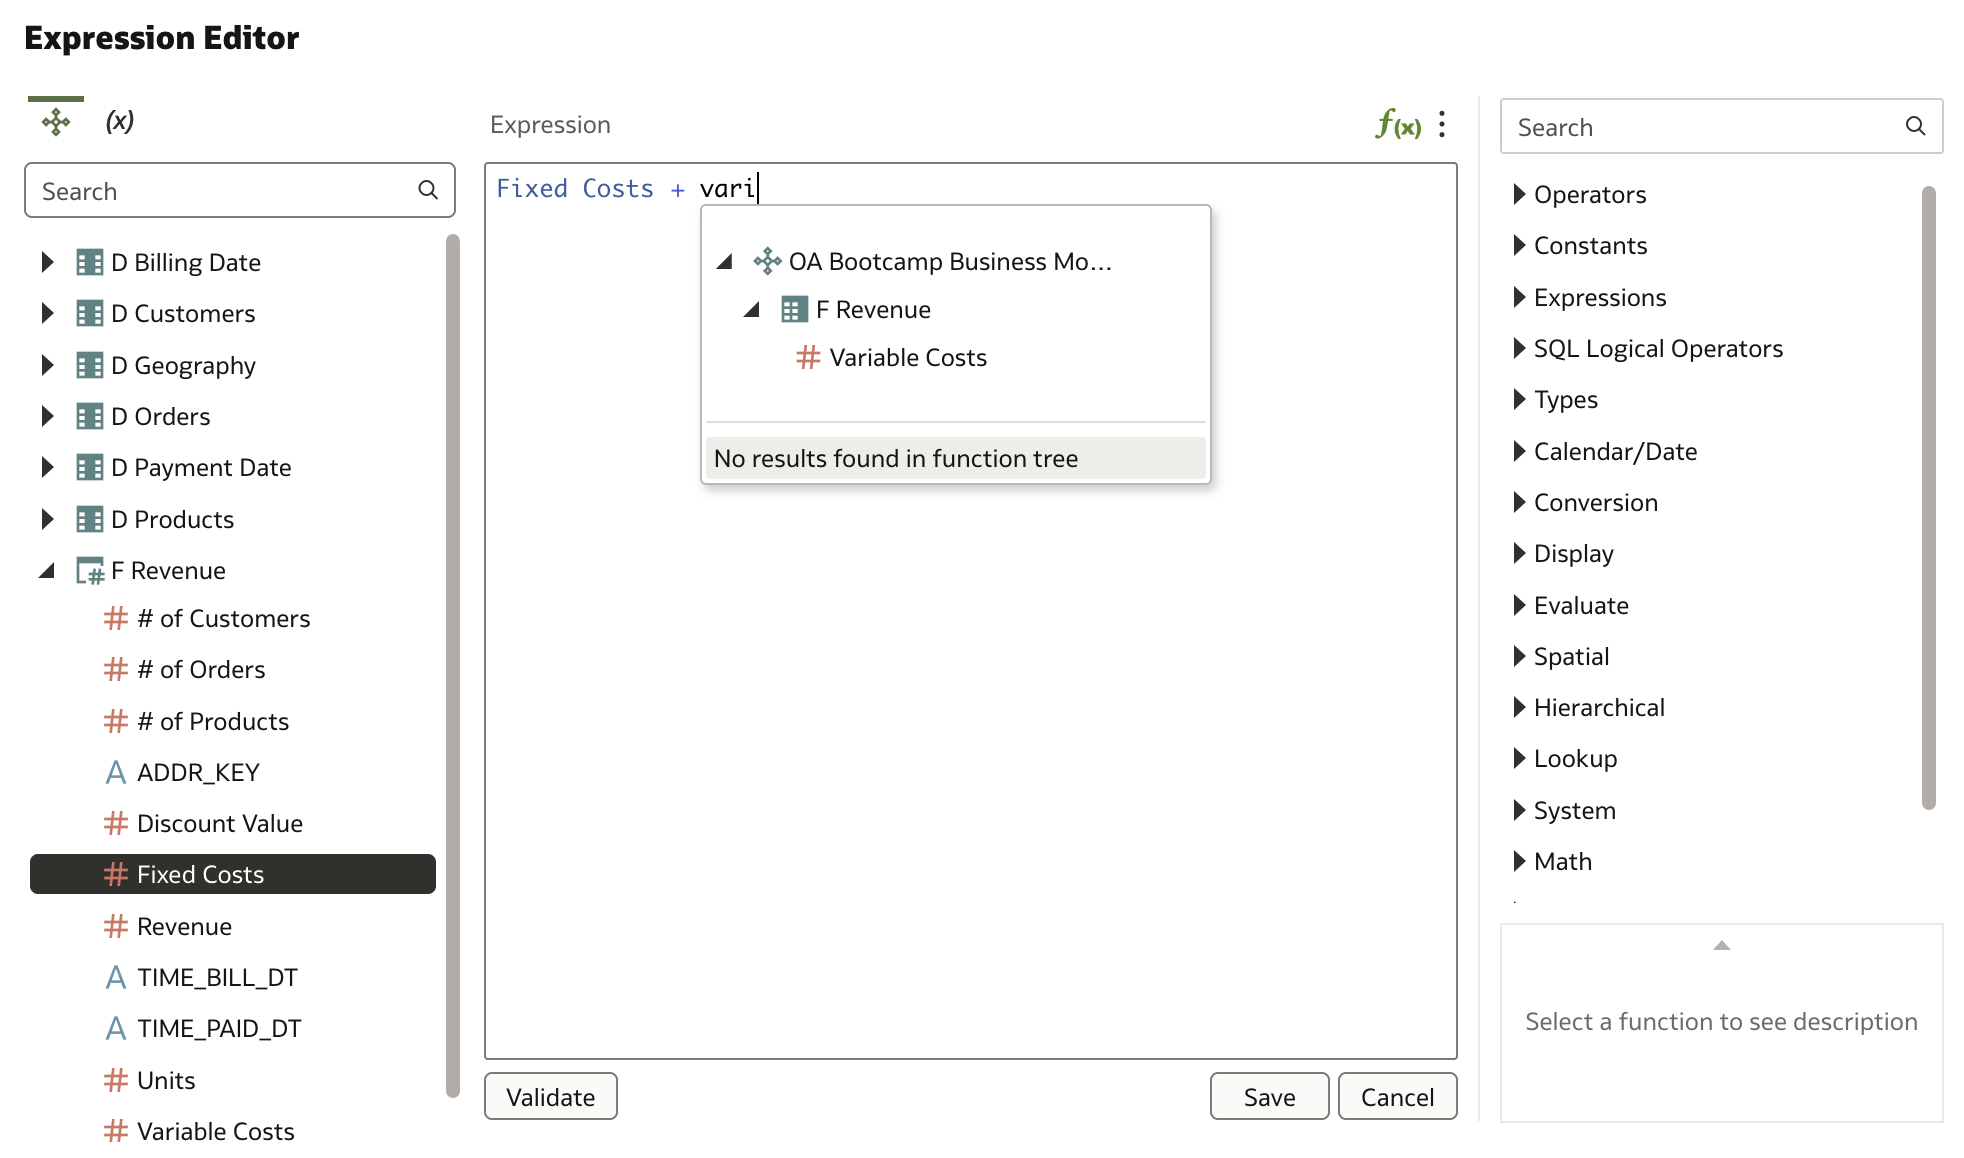 Expression Editor
(x)
Search
D Billing Date
D Customers
D Geography
D Orders
D Payment Date
D Products
F Revenue
# of Customers
# of Orders
# of Products
ADDR_KEY
Discount Value
Fixed Costs
Revenue
TIME_BILL_DT
TIME_PAID_DT
Units
Variable Costs
Expression
f(x)
Fixed Costs + vari
OA Bootcamp Business Mo...
F Revenue
Variable Costs
No results found in function tree
Validate
Save
Cancel
Search
Operators
Constants
Expressions
SQL Logical Operators
Types
Calendar/Date
Conversion
Display
Evaluate
Spatial
Hierarchical
Lookup
System
Math
Select a function to see description